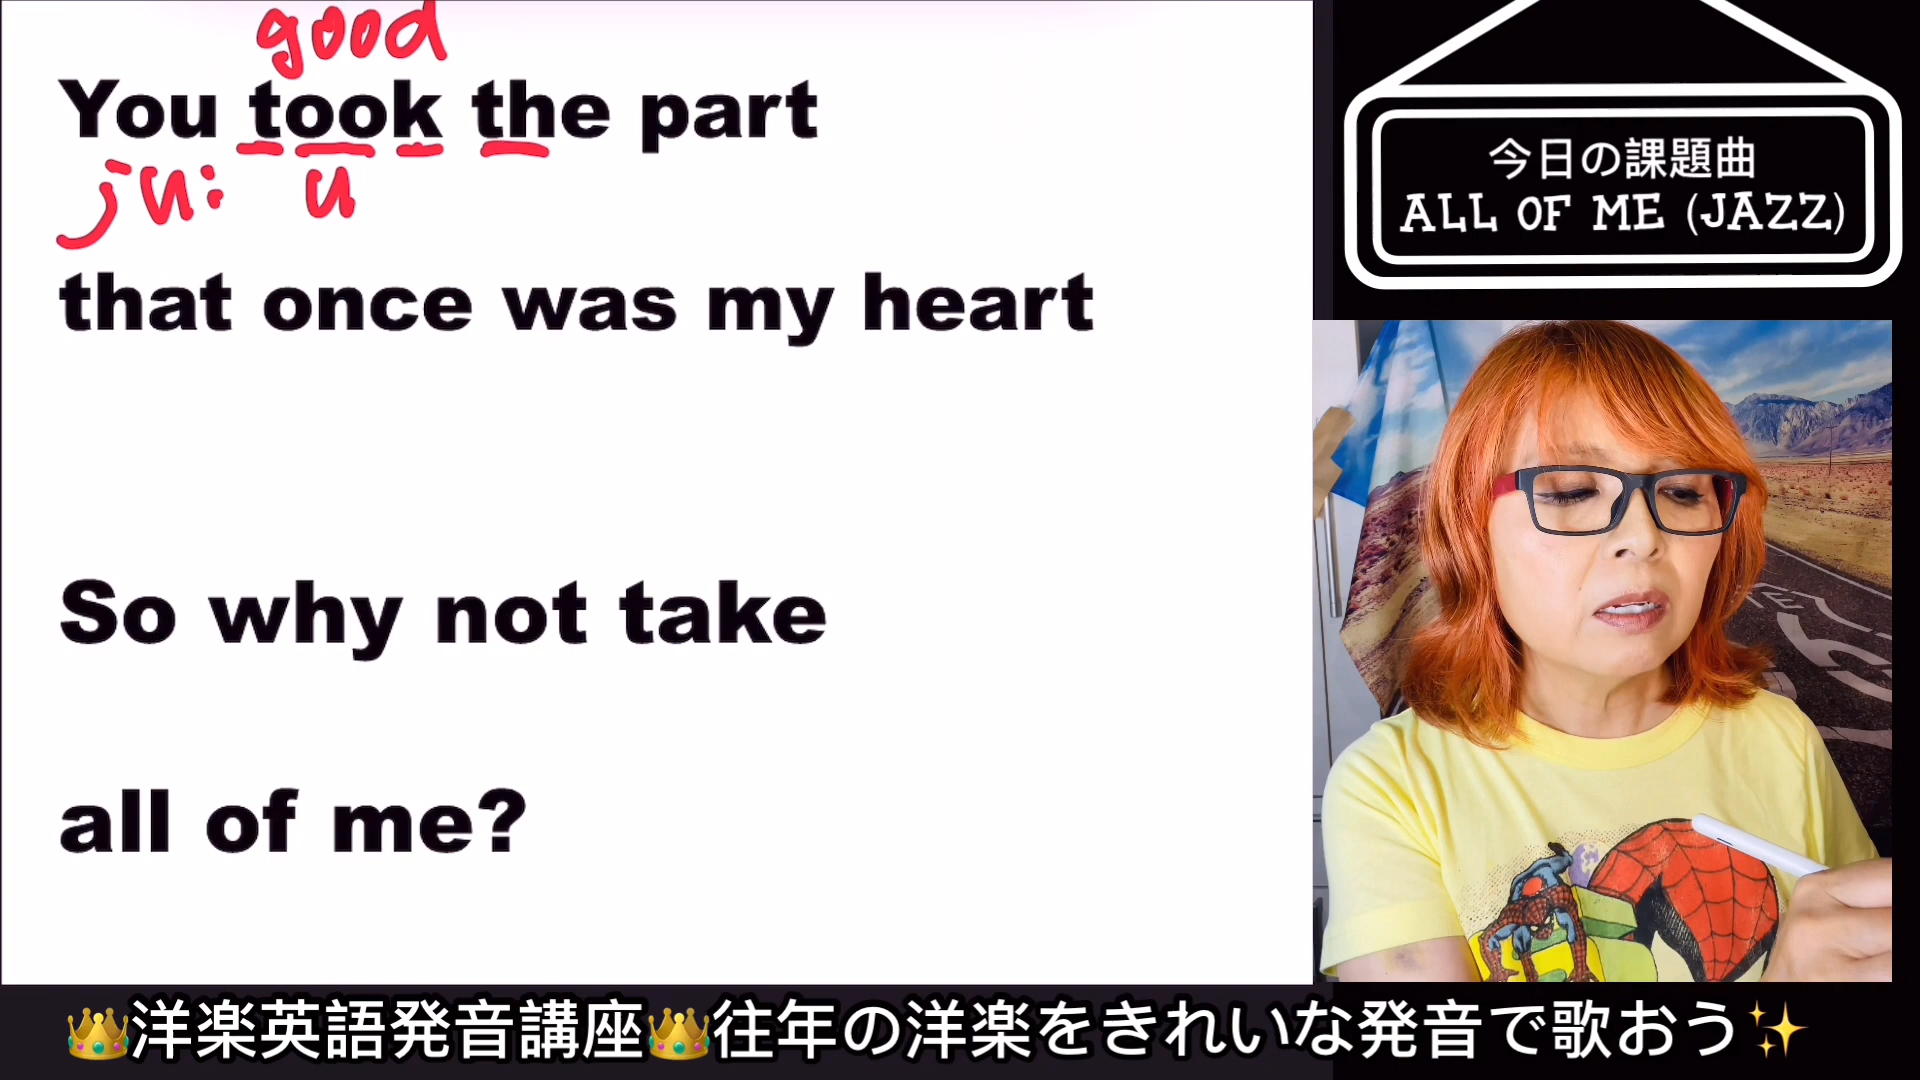 good
You took the part
ju: u
that once was my heart
So why not take
all of me?
今日の課題曲
ALL OF ME (JAZZ)
👑洋楽英語発音講座👑往年の洋楽をきれいな発音で歌おう✨